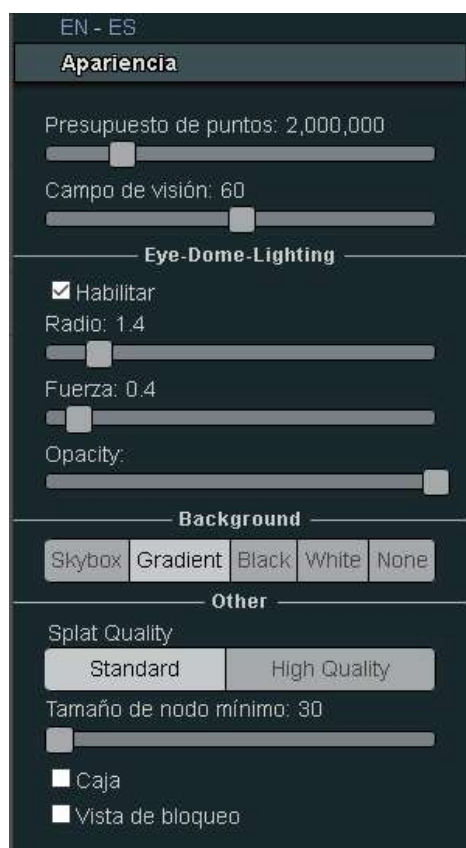 EN - ES
Apariencia
Presupuesto de puntos: 2,000,000
Campo de visión: 60
Eye-Dome-Lighting
Habilitar
Radio: 1.4
Fuerza: 0.4
Opacity:
Background
Skybox Gradient Black White None
Other
Splat Quality
Standard High Quality
Tamaño de nodo mínimo: 30
Caja
Vista de bloqueo